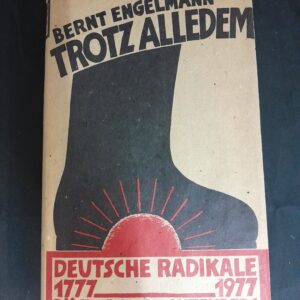 BERNT ENGELMANN
TROTZ ALLEDEM
DEUTSCHE RADIKALE
1777 1977